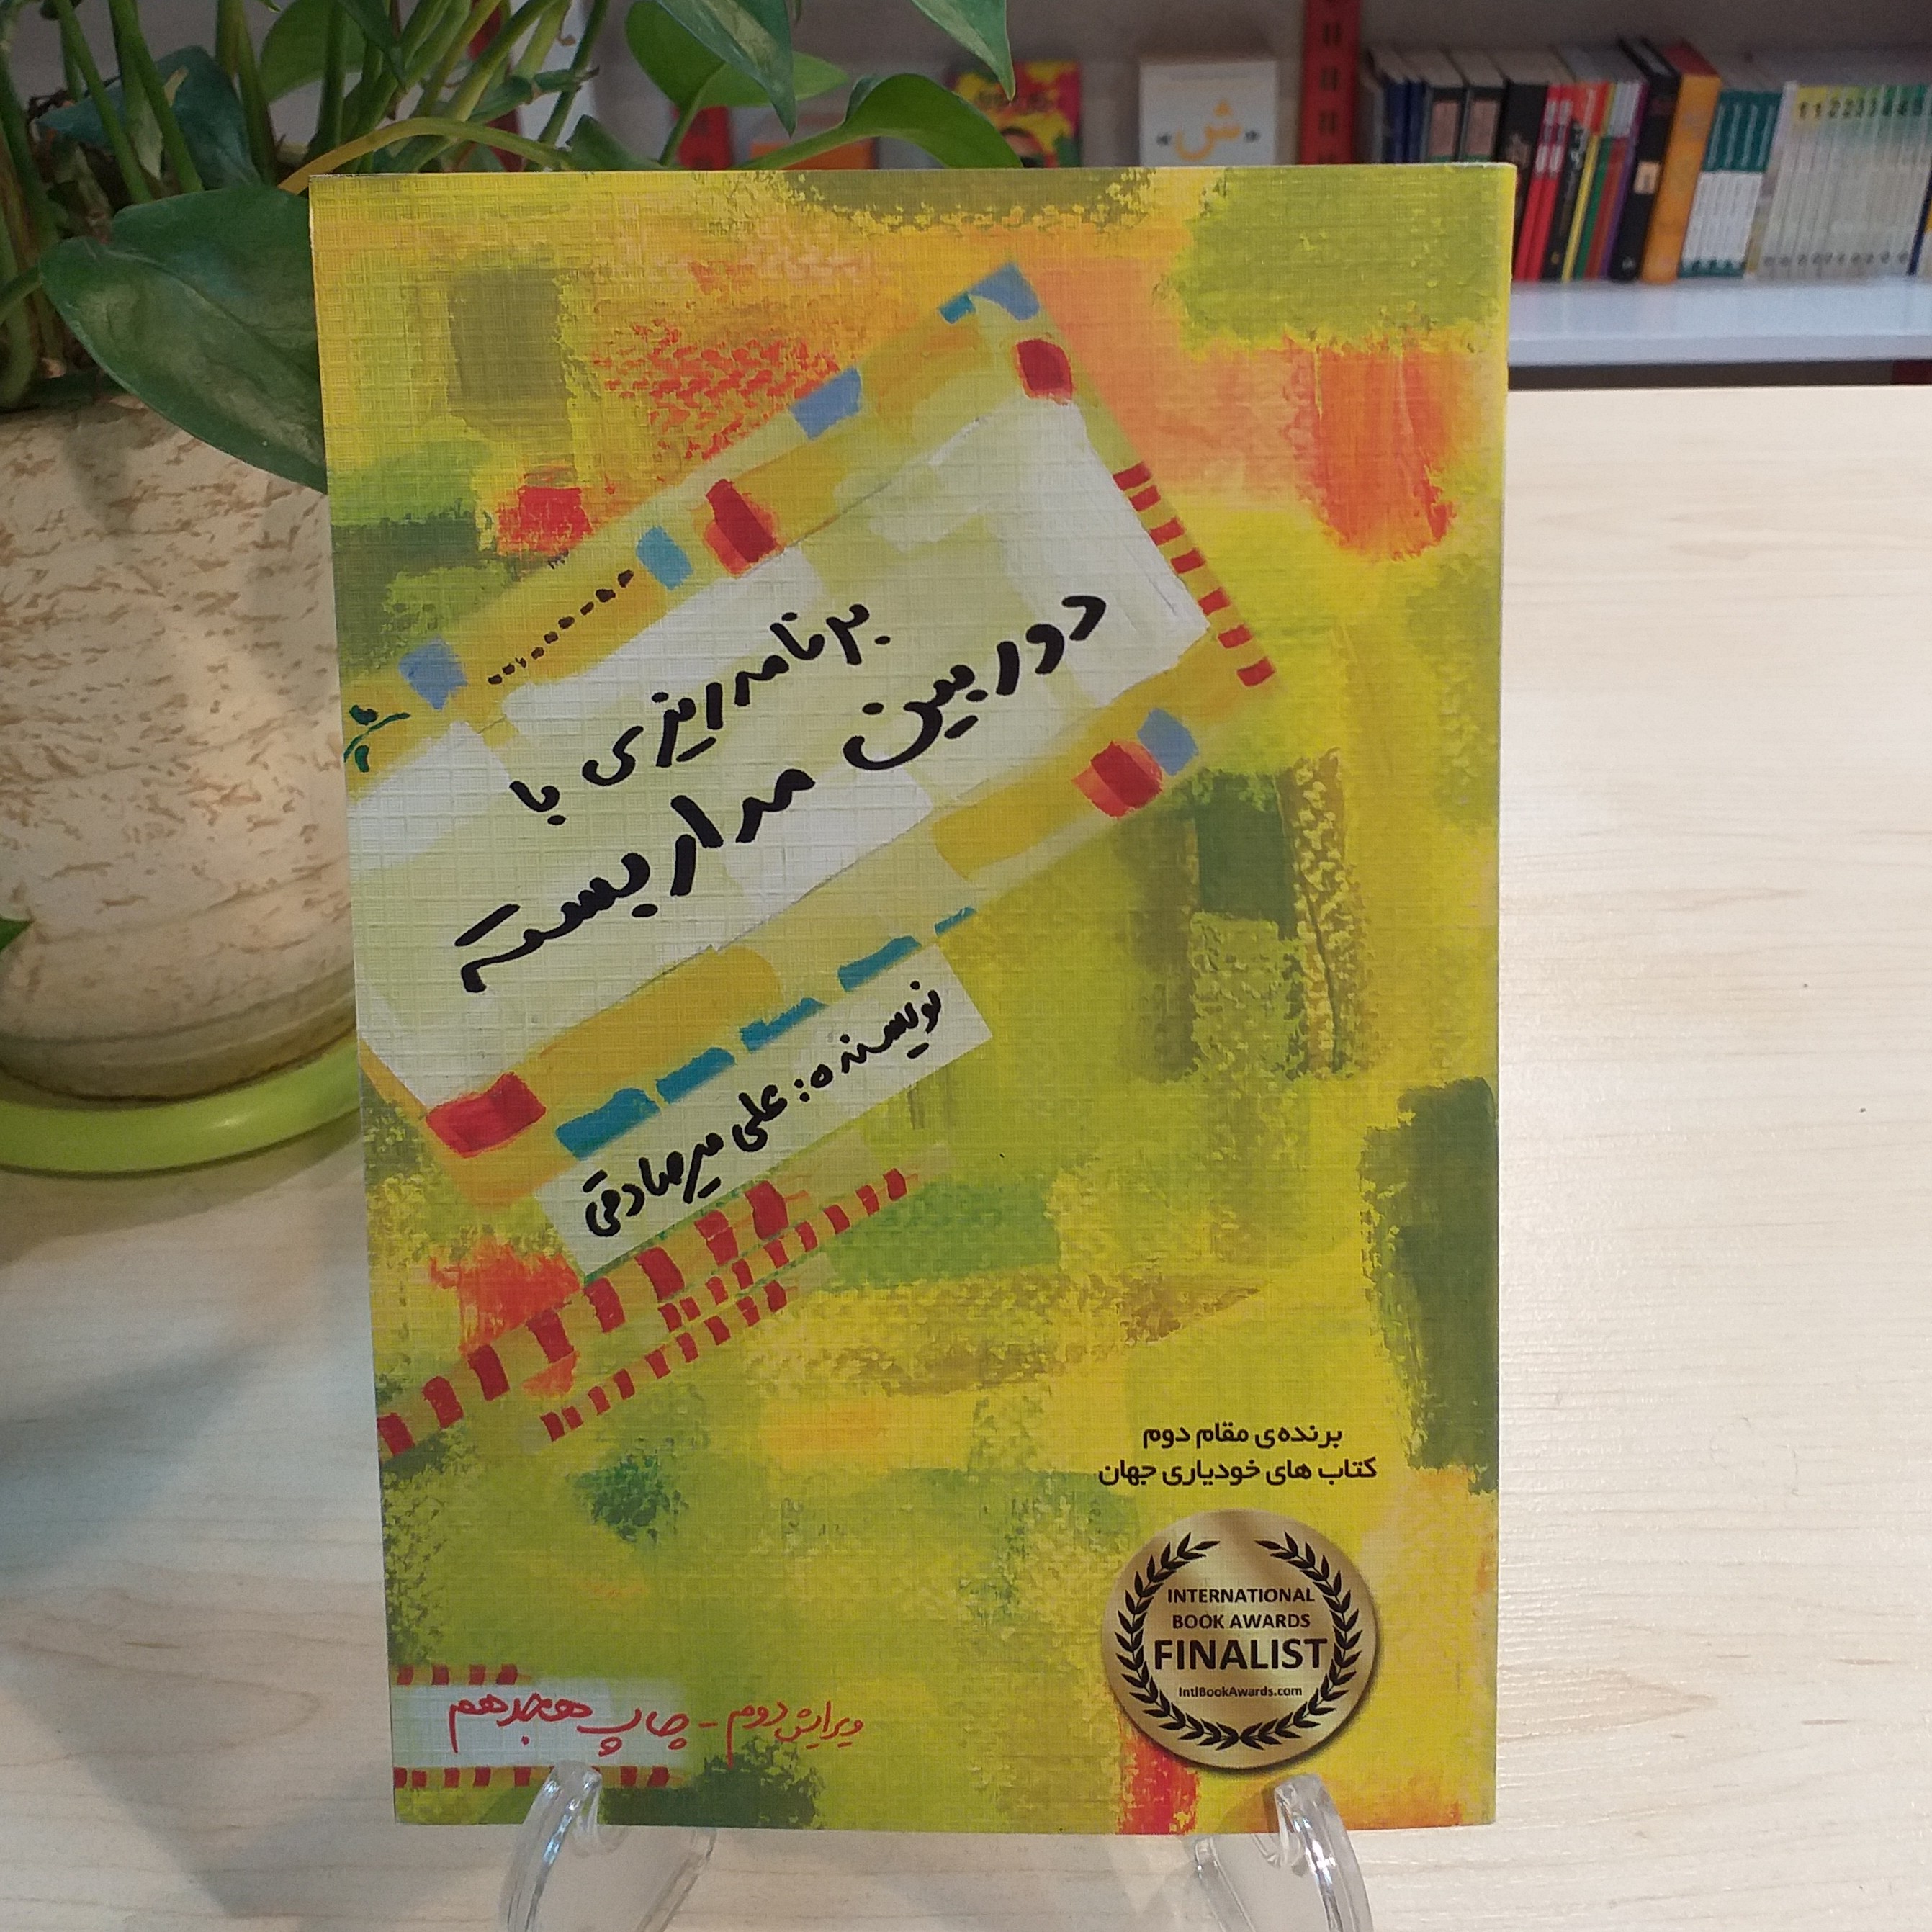 برنامه ریزی با
دوربین مداربسته
نویسنده: علی میرصادقی
برنده‌ی مقام دوم
کتاب های خودیاری جهان
INTERNATIONAL
BOOK AWARDS
FINALIST
IntlBookAwards.com
ویرایش دوم - چاپ هجدهم
«ش»